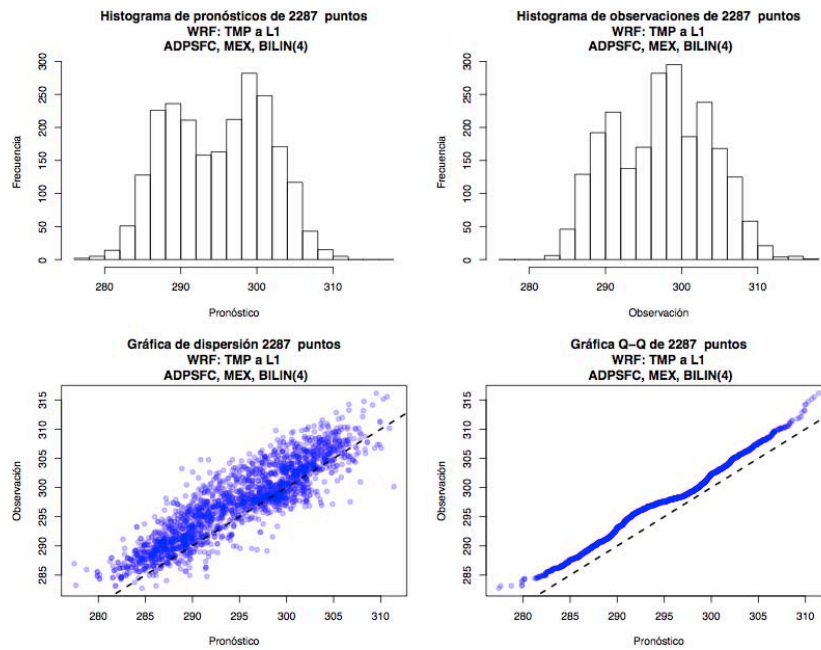 Histograma de pronósticos de 2287 puntos
WRF: TMP a L1
ADPSFC, MEX, BILIN(4)
Frecuencia
300
250
200
150
100
50
0
280 290 300 310
Pronóstico
Histograma de observaciones de 2287 puntos
WRF: TMP a L1
ADPSFC, MEX, BILIN(4)
Frecuencia
300
250
200
150
100
50
0
280 290 300 310
Observación
Gráfica de dispersión 2287 puntos
WRF: TMP a L1
ADPSFC, MEX, BILIN(4)
Observación
315
310
305
300
295
290
285
280 285 290 295 300 305 310
Pronóstico
Gráfica Q−Q de 2287 puntos
WRF: TMP a L1
ADPSFC, MEX, BILIN(4)
Observación
315
310
305
300
295
290
285
280 285 290 295 300 305 310
Pronóstico